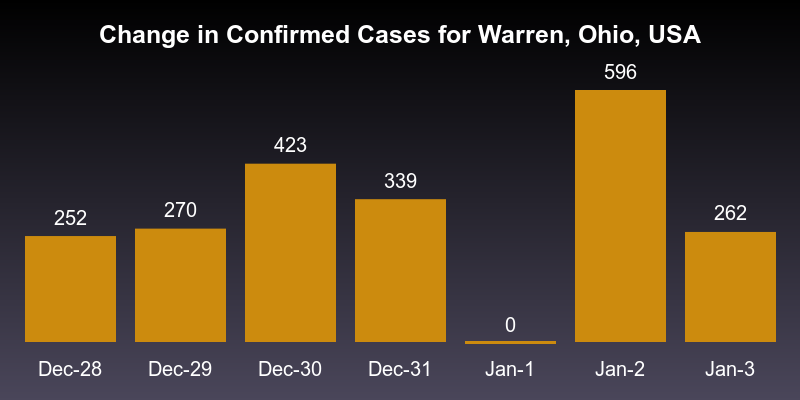 Change in Confirmed Cases for Warren, Ohio, USA
596
423
339
252 270 262
0
Dec-28 Dec-29 Dec-30 Dec-31 Jan-1 Jan-2 Jan-3